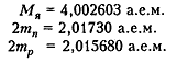 Mя = 4,002603 а.е.м.
2mn = 2,01730 а.е.м.
2mp = 2,015680 а.е.м.